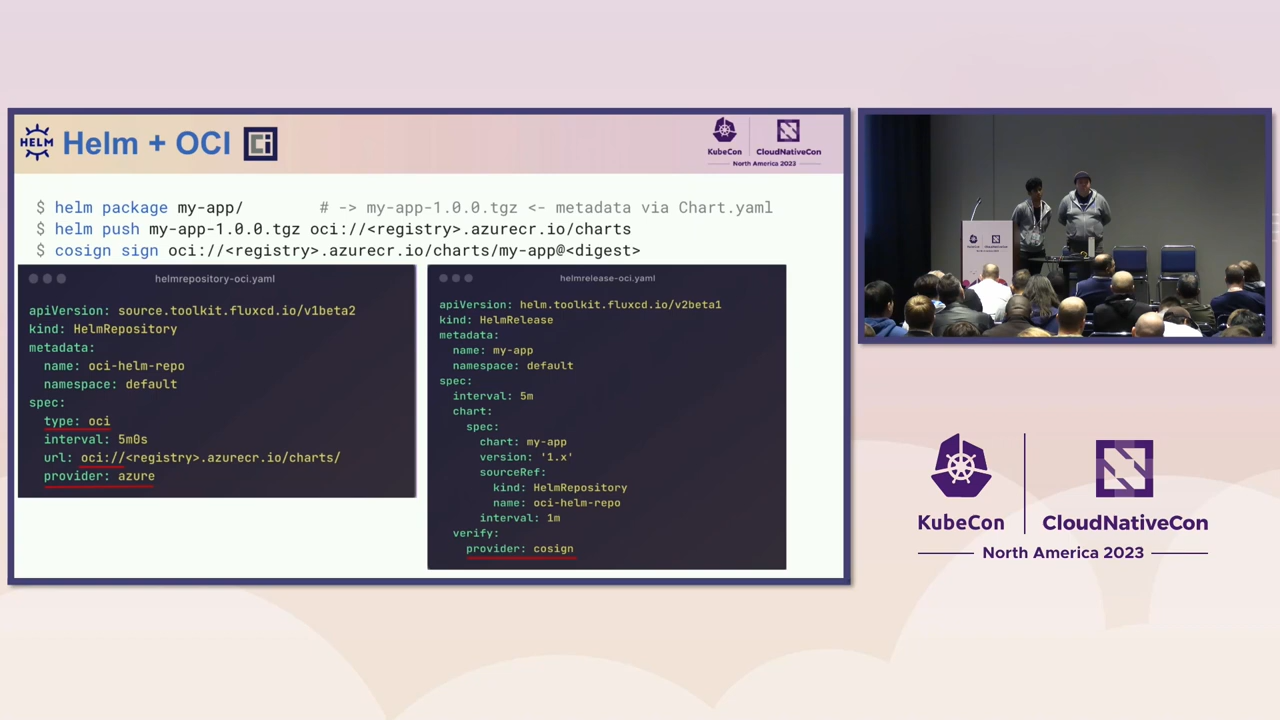 HELM Helm + OCI Ci
KubeCon CloudNativeCon
North America 2023
$ helm package my-app/ # -> my-app-1.0.0.tgz <- metadata via Chart.yaml
$ helm push my-app-1.0.0.tgz oci://<registry>.azurecr.io/charts
$ cosign sign oci://<registry>.azurecr.io/charts/my-app@<digest>
helmrepository-oci.yaml
apiVersion: source.toolkit.fluxcd.io/v1beta2
kind: HelmRepository
metadata:
name: oci-helm-repo
namespace: default
spec:
type: oci
interval: 5m0s
url: oci://<registry>.azurecr.io/charts/
provider: azure
helmrelease-oci.yaml
apiVersion: helm.toolkit.fluxcd.io/v2beta1
kind: HelmRelease
metadata:
name: my-app
namespace: default
spec:
interval: 5m
chart:
spec:
chart: my-app
version: '1.x'
sourceRef:
kind: HelmRepository
name: oci-helm-repo
interval: 1m
verify:
provider: cosign
KubeCon CloudNativeCon
North America 2023